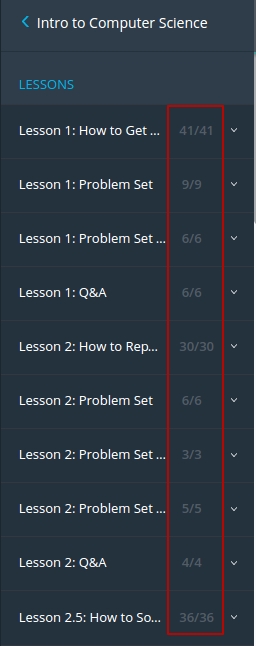 Intro to Computer Science
LESSONS
Lesson 1: How to Get ... 41/41
Lesson 1: Problem Set 9/9
Lesson 1: Problem Set ... 6/6
Lesson 1: Q&A 6/6
Lesson 2: How to Rep... 30/30
Lesson 2: Problem Set 6/6
Lesson 2: Problem Set ... 3/3
Lesson 2: Problem Set ... 5/5
Lesson 2: Q&A 4/4
Lesson 2.5: How to So... 36/36